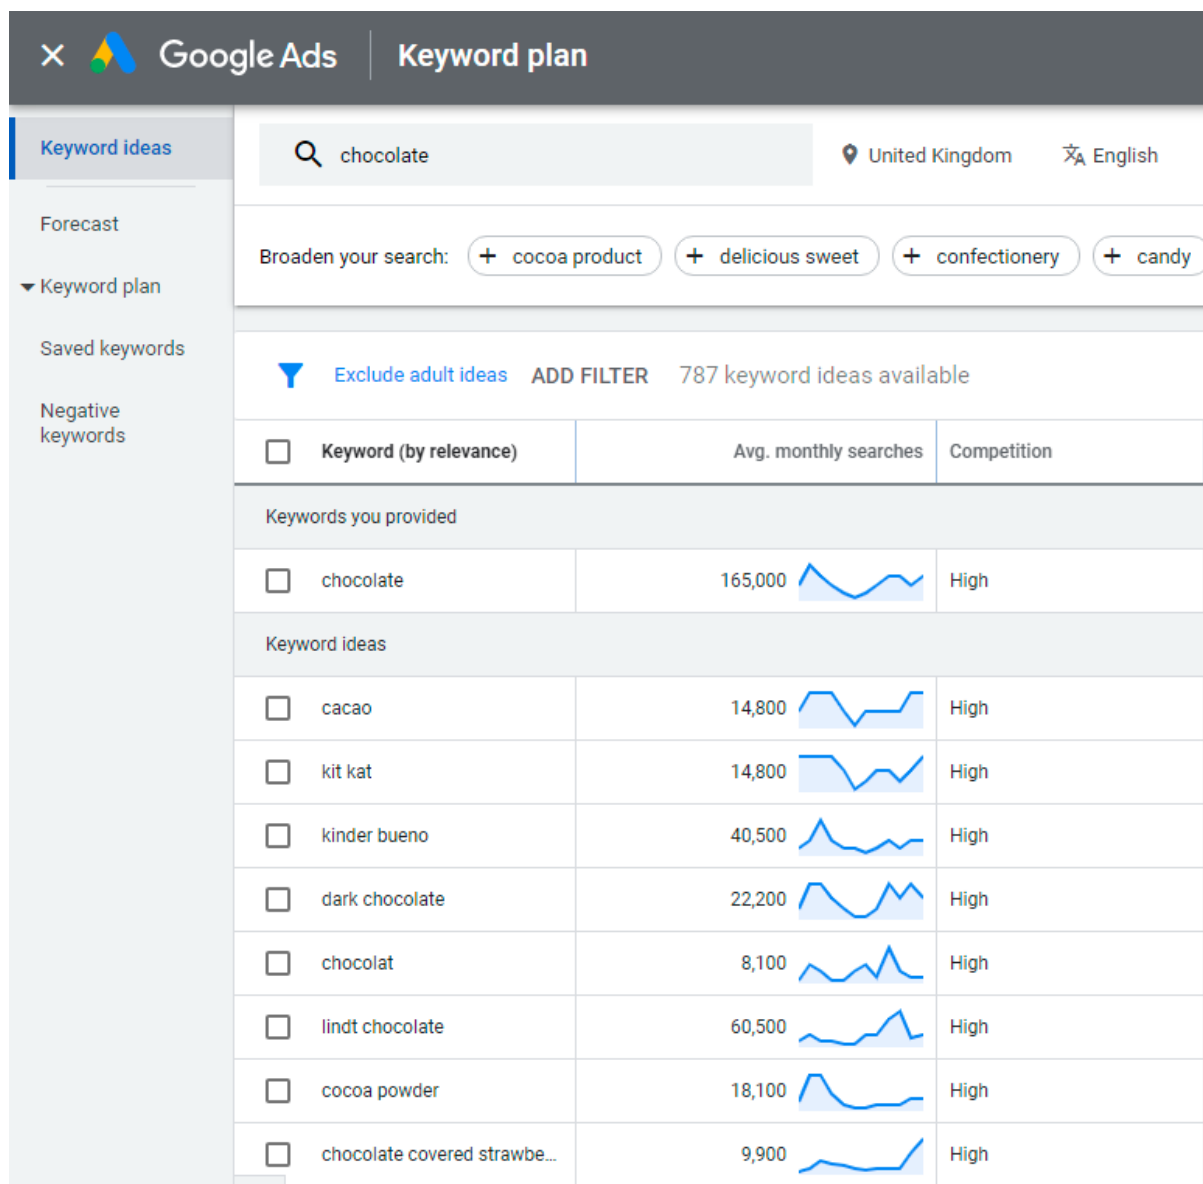 Google Ads Keyword plan
Keyword ideas
Forecast
Keyword plan
Saved keywords
Negative
keywords
chocolate United Kingdom English
Broaden your search: + cocoa product + delicious sweet + confectionery + candy
Exclude adult ideas ADD FILTER 787 keyword ideas available
Keyword (by relevance) Avg. monthly searches Competition
Keywords you provided
chocolate 165,000 High
Keyword ideas
cacao 14,800 High
kit kat 14,800 High
kinder bueno 40,500 High
dark chocolate 22,200 High
chocolat 8,100 High
lindt chocolate 60,500 High
cocoa powder 18,100 High
chocolate covered strawbe... 9,900 High